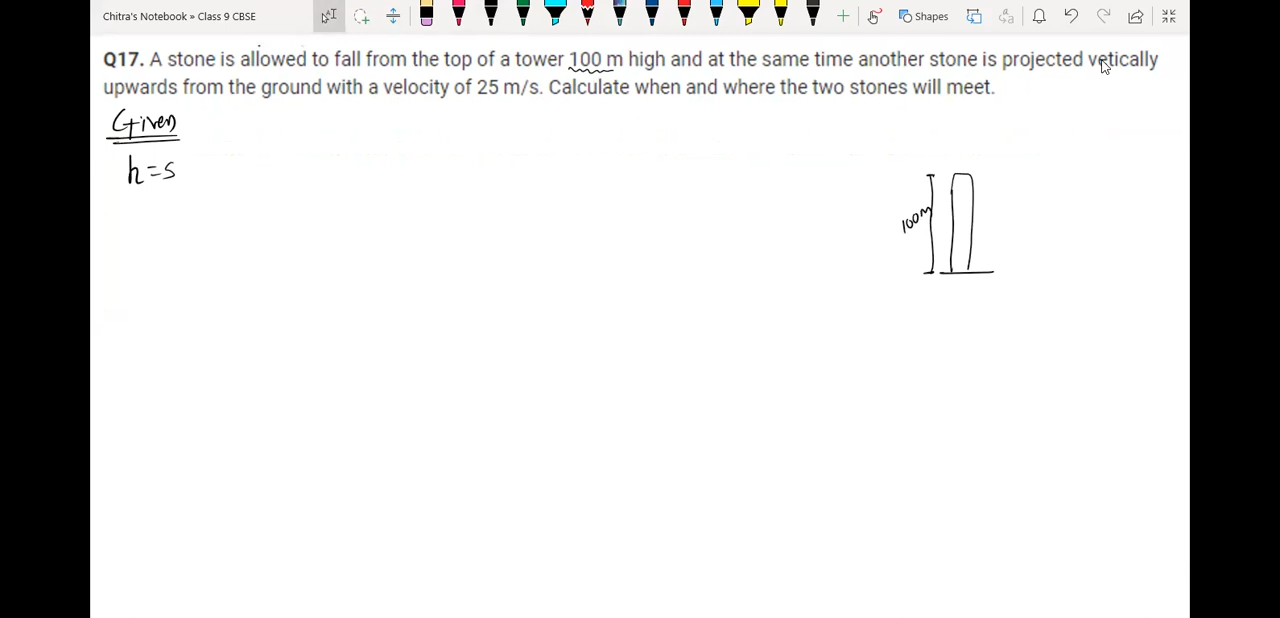 Chitra's Notebook » Class 9 CBSE
Shapes
Q17. A stone is allowed to fall from the top of a tower 100 m high and at the same time another stone is projected vetically
upwards from the ground with a velocity of 25 m/s. Calculate when and where the two stones will meet.
Given
h=s
100m